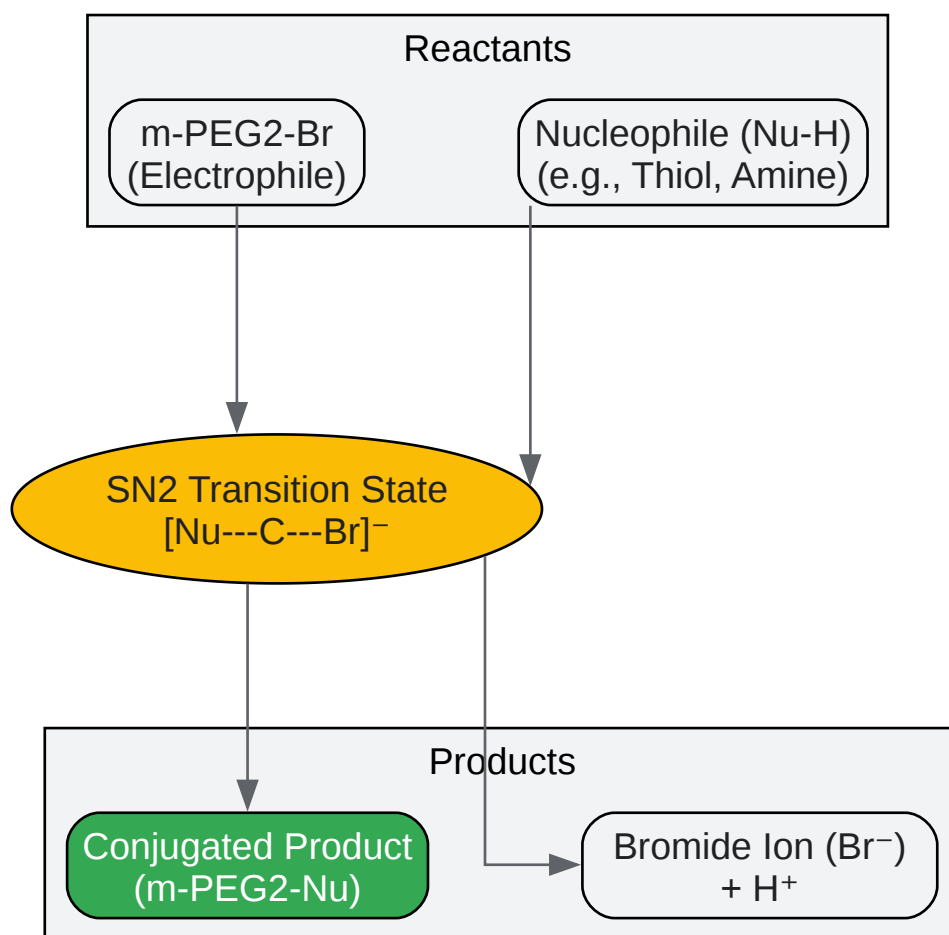 Reactants
m-PEG2-Br
(Electrophile)
Nucleophile (Nu-H)
(e.g., Thiol, Amine)
SN2 Transition State
[Nu---C---Br]⁻
Products
Conjugated Product
(m-PEG2-Nu)
Bromide Ion (Br⁻)
+ H⁺